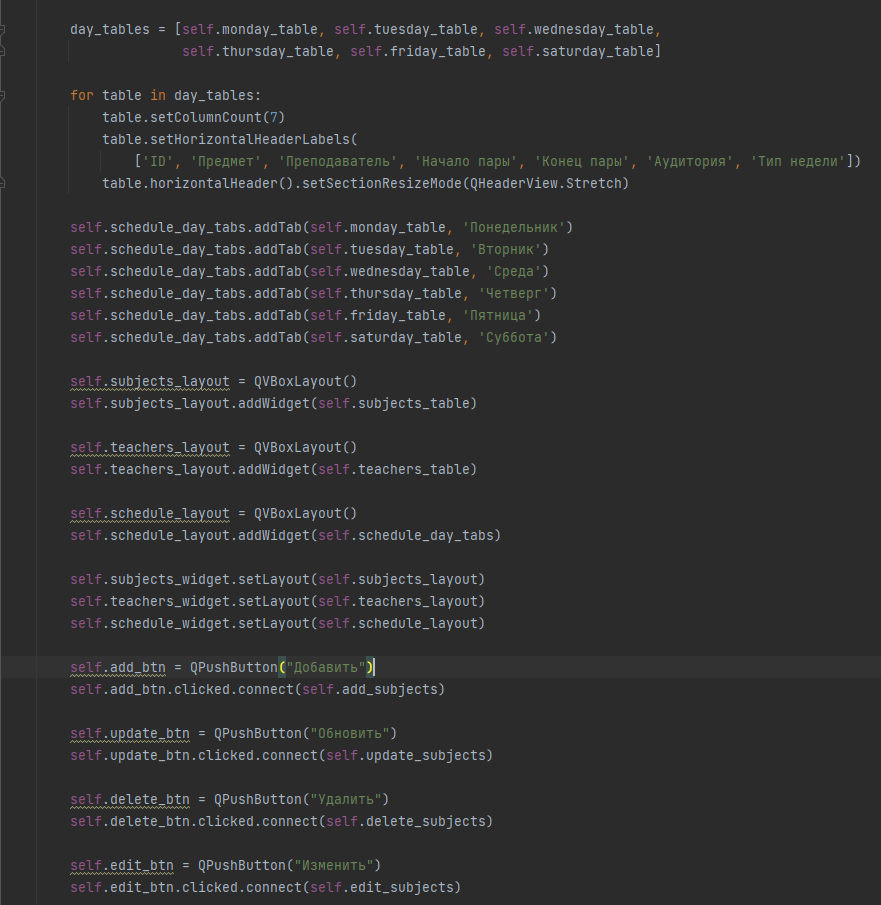 day_tables = [self.monday_table, self.tuesday_table, self.wednesday_table,
self.thursday_table, self.friday_table, self.saturday_table]
for table in day_tables:
table.setColumnCount(7)
table.setHorizontalHeaderLabels(
['ID', 'Предмет', 'Преподаватель', 'Начало пары', 'Конец пары', 'Аудитория', 'Тип недели'])
table.horizontalHeader().setSectionResizeMode(QHeaderView.Stretch)
self.schedule_day_tabs.addTab(self.monday_table, 'Понедельник')
self.schedule_day_tabs.addTab(self.tuesday_table, 'Вторник')
self.schedule_day_tabs.addTab(self.wednesday_table, 'Среда')
self.schedule_day_tabs.addTab(self.thursday_table, 'Четверг')
self.schedule_day_tabs.addTab(self.friday_table, 'Пятница')
self.schedule_day_tabs.addTab(self.saturday_table, 'Суббота')
self.subjects_layout = QVBoxLayout()
self.subjects_layout.addWidget(self.subjects_table)
self.teachers_layout = QVBoxLayout()
self.teachers_layout.addWidget(self.teachers_table)
self.schedule_layout = QVBoxLayout()
self.schedule_layout.addWidget(self.schedule_day_tabs)
self.subjects_widget.setLayout(self.subjects_layout)
self.teachers_widget.setLayout(self.teachers_layout)
self.schedule_widget.setLayout(self.schedule_layout)
self.add_btn = QPushButton("Добавить")
self.add_btn.clicked.connect(self.add_subjects)
self.update_btn = QPushButton("Обновить")
self.update_btn.clicked.connect(self.update_subjects)
self.delete_btn = QPushButton("Удалить")
self.delete_btn.clicked.connect(self.delete_subjects)
self.edit_btn = QPushButton("Изменить")
self.edit_btn.clicked.connect(self.edit_subjects)